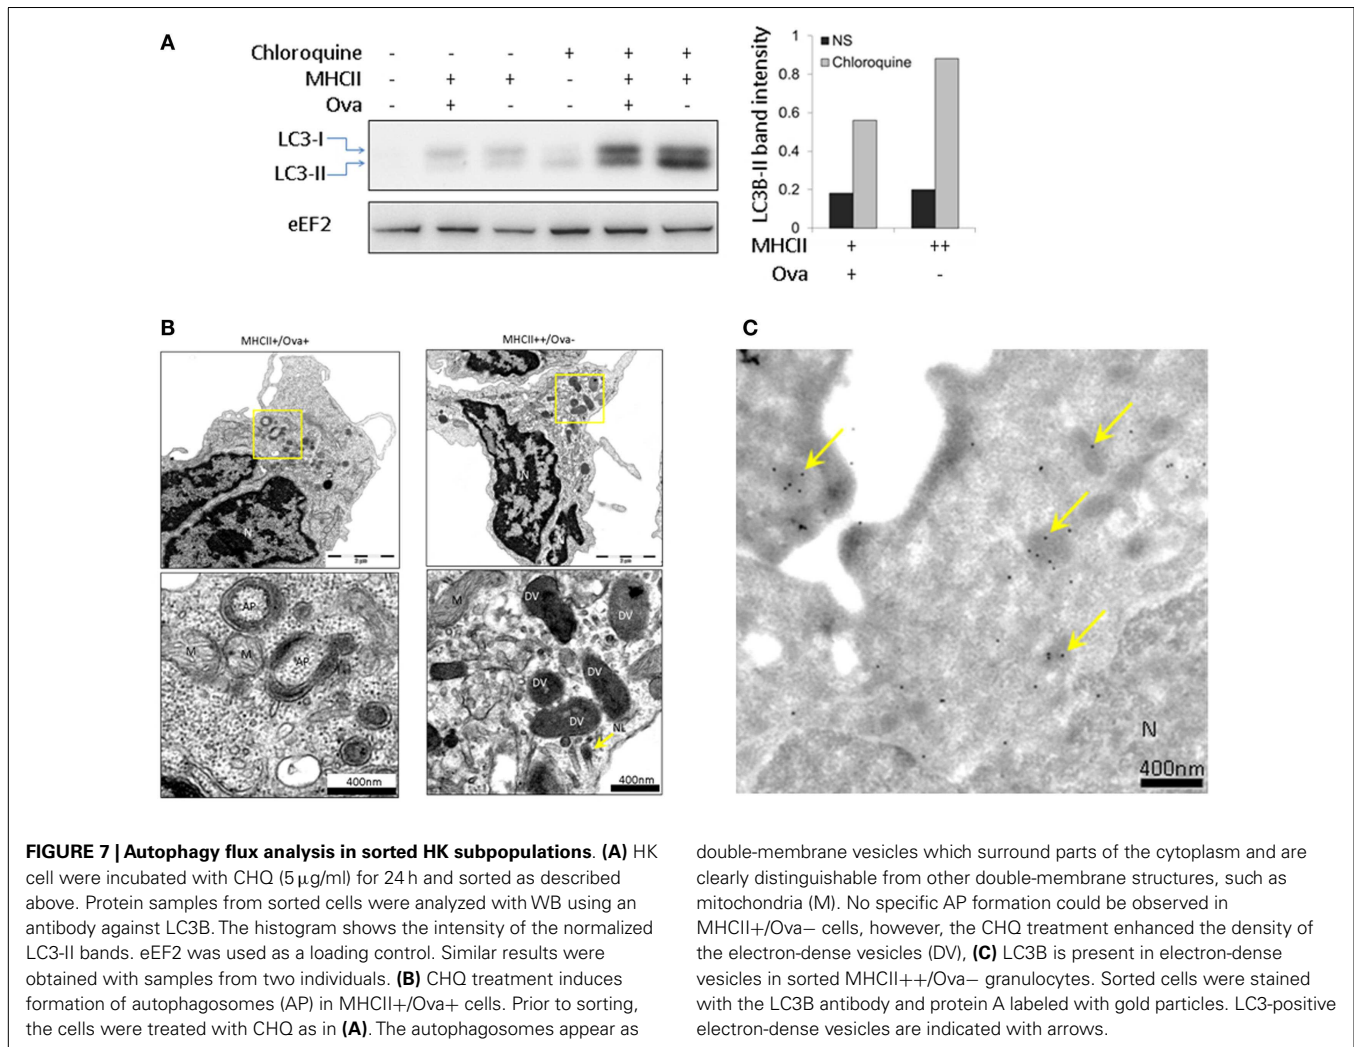 A
Chloroquine - - - + + +
MHCII - + + - + +
Ova - + - - + -
LC3-I
LC3-II
eEF2
LC3B-II band intensity
1
0.8
0.6
0.4
0.2
0
NS
Chloroquine
MHCII + ++
Ova + -
B
MHCII+/Ova+
MHCII++/Ova-
N
N
N
2 µm
AP
M
M
AP
400nm
M
DV
DV
DV
DV
DV
NL
400nm
C
N
400nm
FIGURE 7 | Autophagy flux analysis in sorted HK subpopulations. (A) HK
cell were incubated with CHQ (5 µg/ml) for 24 h and sorted as described
above. Protein samples from sorted cells were analyzed with WB using an
antibody against LC3B. The histogram shows the intensity of the normalized
LC3-II bands. eEF2 was used as a loading control. Similar results were
obtained with samples from two individuals. (B) CHQ treatment induces
formation of autophagosomes (AP) in MHCII+/Ova+ cells. Prior to sorting,
the cells were treated with CHQ as in (A). The autophagosomes appear as
double-membrane vesicles which surround parts of the cytoplasm and are
clearly distinguishable from other double-membrane structures, such as
mitochondria (M). No specific AP formation could be observed in
MHCII+/Ova− cells, however, the CHQ treatment enhanced the density of
the electron-dense vesicles (DV), (C) LC3B is present in electron-dense
vesicles in sorted MHCII++/Ova− granulocytes. Sorted cells were stained
with the LC3B antibody and protein A labeled with gold particles. LC3-positive
electron-dense vesicles are indicated with arrows.